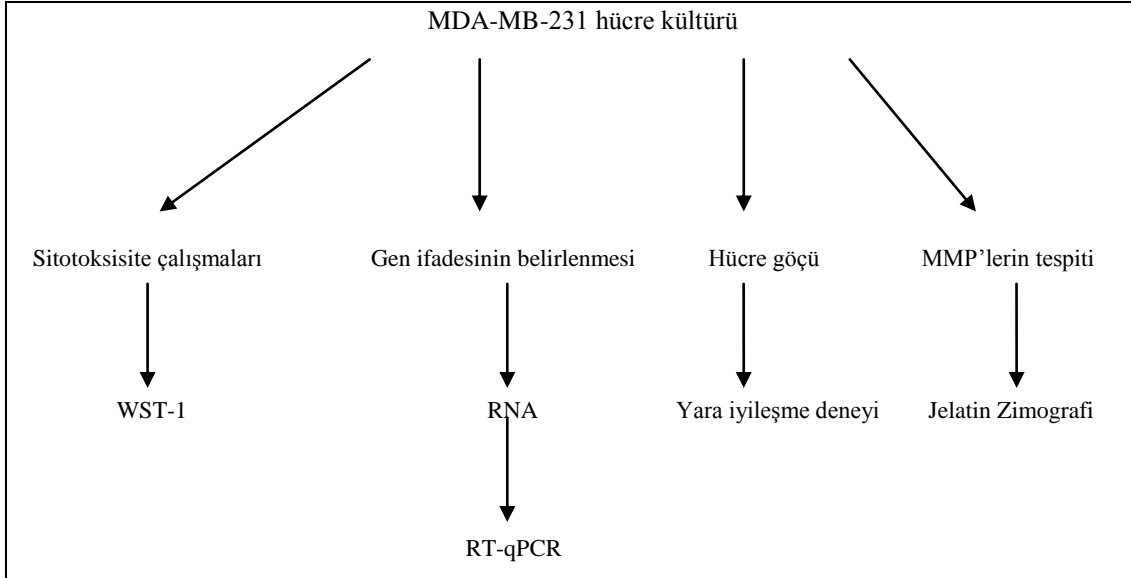 MDA-MB-231 hücre kültürü
Sitotoksisite çalışmaları
Gen ifadesinin belirlenmesi
Hücre göçü
MMP’lerin tespiti
WST-1
RNA
Yara iyileşme deneyi
Jelatin Zimografi
RT-qPCR